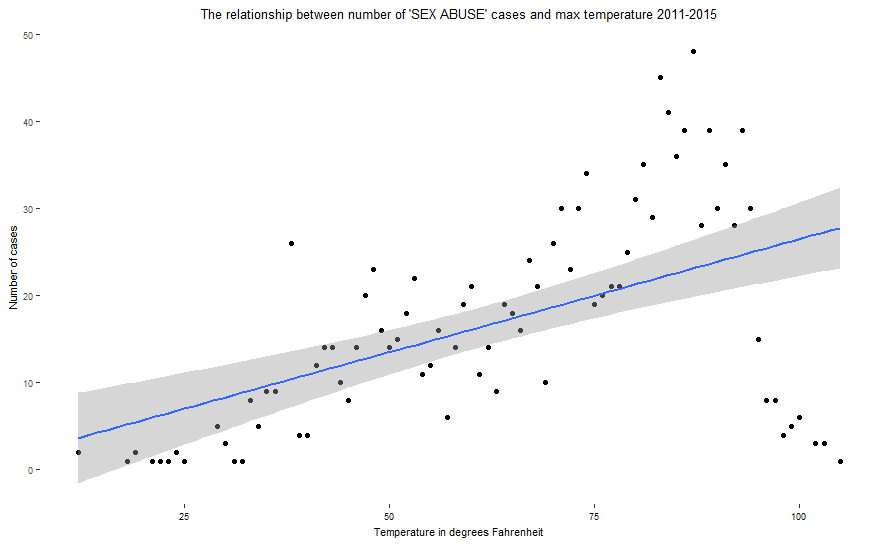 The relationship between number of 'SEX ABUSE' cases and max temperature 2011-2015
50
40
30
20
10
0
Number of cases
25 50 75 100
Temperature in degrees Fahrenheit